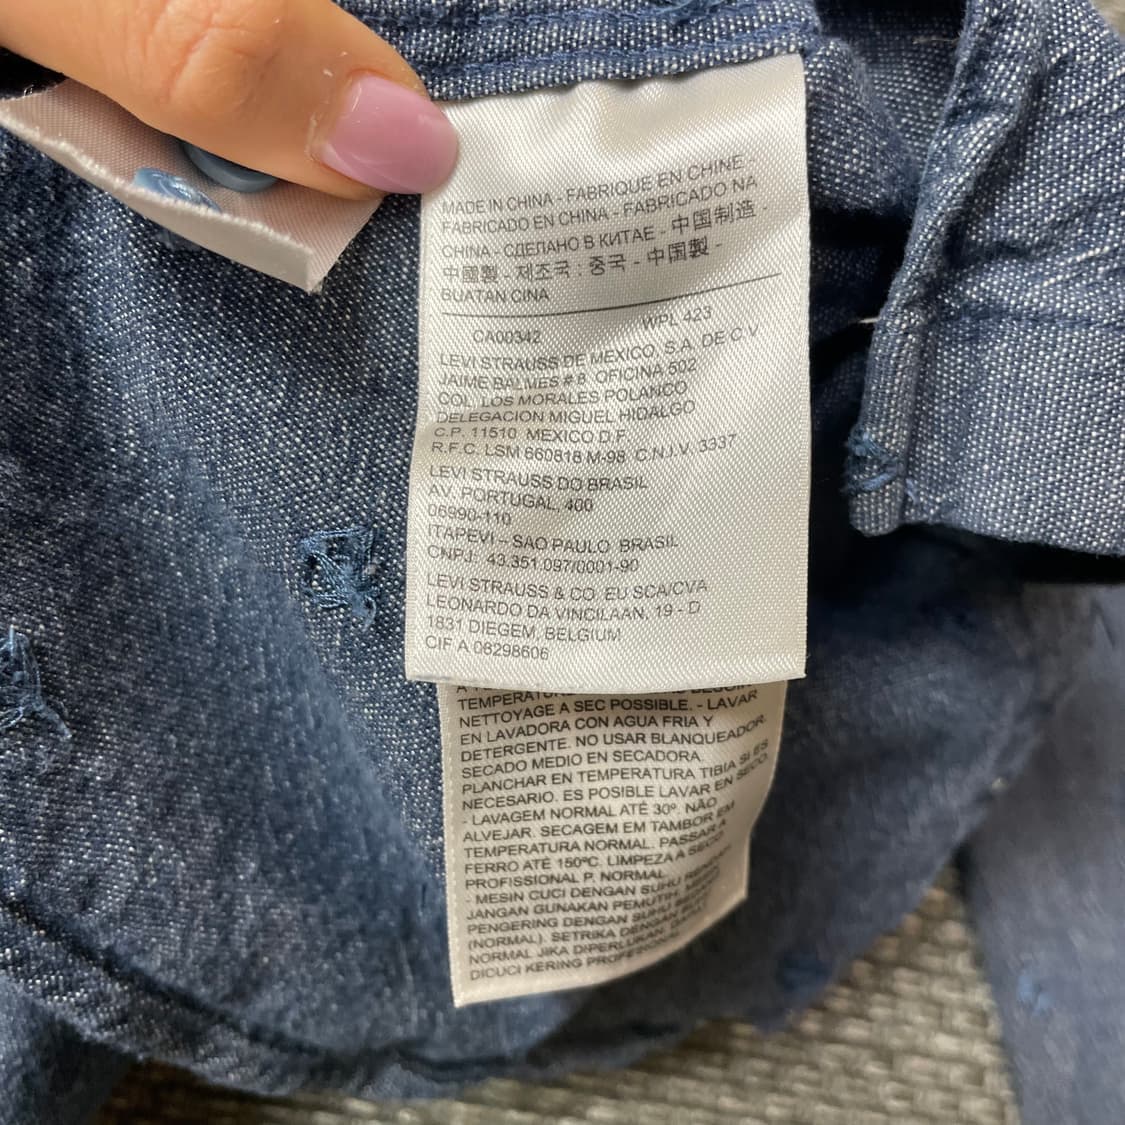 MADE IN CHINA - FABRIQUE EN CHINE -
FABRICADO EN CHINA - FABRICADO NA
CHINA - СДЕЛАНО В КИТАЕ - 中国制造 -
中國製 - 제조국 : 중국 - 中国製 -
BUATAN CINA
CA00342 WPL 423
LEVI STRAUSS DE MEXICO, S.A. DE C.V.
JAIME BALMES # 8 OFICINA 502
COL. LOS MORALES POLANCO
DELEGACION MIGUEL HIDALGO
C.P. 11510 MEXICO D.F.
R.F.C. LSM 660818 M-98 C.N.I.V. 3337
LEVI STRAUSS DO BRASIL
AV. PORTUGAL, 400
06990-110
ITAPEVI – SAO PAULO BRASIL
CNPJ: 43.351.097/0001-90
LEVI STRAUSS & CO. EU SCA/CVA
LEONARDO DA VINCILAAN, 19 - D
1831 DIEGEM, BELGIUM
CIF A 08298606
NETTOYAGE A SEC POSSIBLE. - LAVAR
EN LAVADORA CON AGUA FRIA Y
DETERGENTE. NO USAR BLANQUEADOR.
SECADO MEDIO EN SECADORA.
PLANCHAR EN TEMPERATURA TIBIA SI ES
NECESARIO. ES POSIBLE LAVAR EN SECO.
- LAVAGEM NORMAL ATÉ 30º. NÃO
ALVEJAR. SECAGEM EM TAMBOR EM
TEMPERATURA NORMAL. PASSAR A
FERRO ATÉ 150ºC. LIMPEZA A SECO
PROFISSIONAL P. NORMAL
- MESIN CUCI DENGAN SUHU
JANGAN GUNAKAN PEMUTIH.
PENGERING DENGAN SUHU
(NORMAL). SETRIKA DENGAN
NORMAL JIKA DIPERLUKAN.
DICUCI KERING